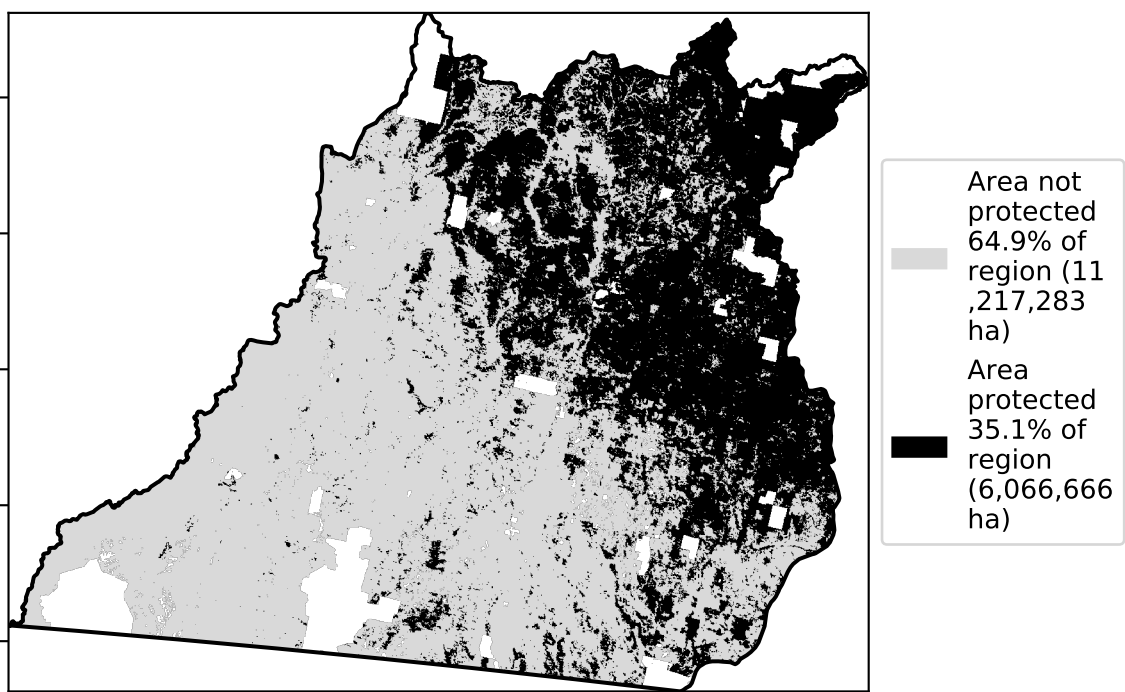 Area not
protected
64.9% of
region (11
,217,283
ha)
Area
protected
35.1% of
region
(6,066,666
ha)